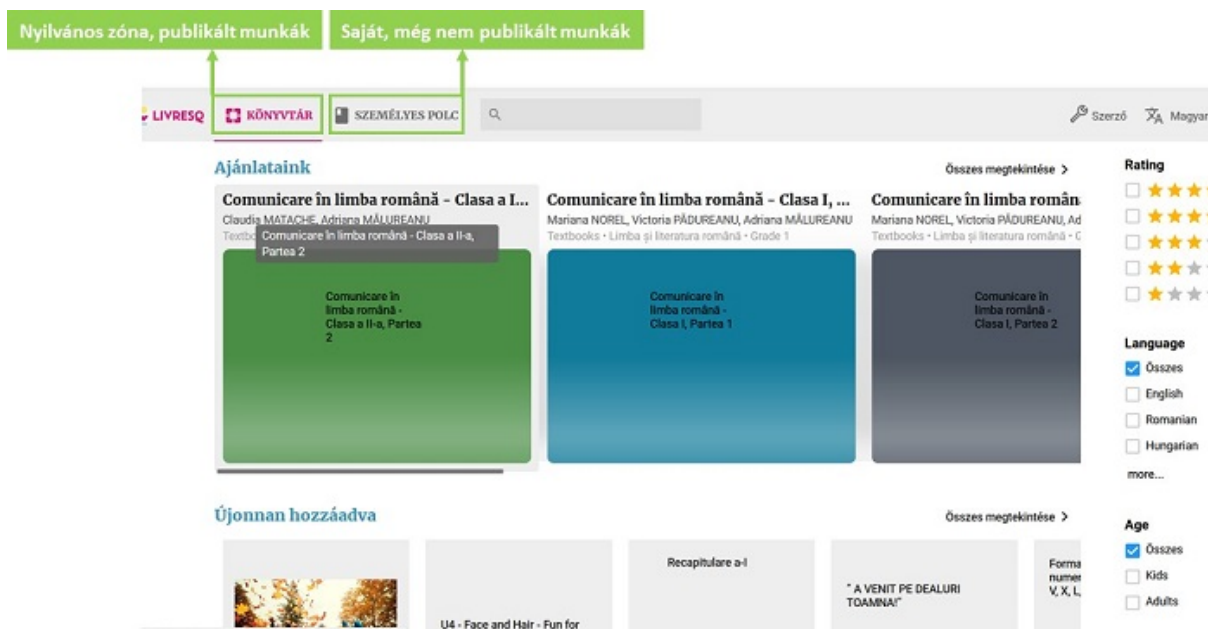 Nyilvános zóna, publikált munkák
Saját, még nem publikált munkák
LIVRESQ
KÖNYVTÁR
SZEMÉLYES POLC
Szerző
Magyar
Ajánlataink
Összes megtekintése >
Comunicare în limba română - Clasa a I...
Claudia MATACHE, Adriana MĂLUREANU
Comunicare în limba română - Clasa a II-a,
Partea 2
Comunicare în
limba română -
Clasa a II-a, Partea
2
Comunicare în limba română - Clasa I, ...
Mariana NOREL, Victoria PĂDUREANU, Adriana MĂLUREANU
Textbooks • Limba și literatura română • Grade 1
Comunicare în
limba română -
Clasa I, Partea 1
Comunicare în limba român
Mariana NOREL, Victoria PĂDUREANU, Ad
Textbooks • Limba și literatura română • G
Comunicare în
limba română -
Clasa I, Partea 2
Rating
Language
Összes
English
Romanian
Hungarian
more...
Age
Összes
Kids
Adults
Újonnan hozzáadva
Összes megtekintése >
U4 - Face and Hair - Fun for
Recapitulare a-I
" A VENIT PE DEALURI
TOAMNA!"
Forma
numer
V, X, L,